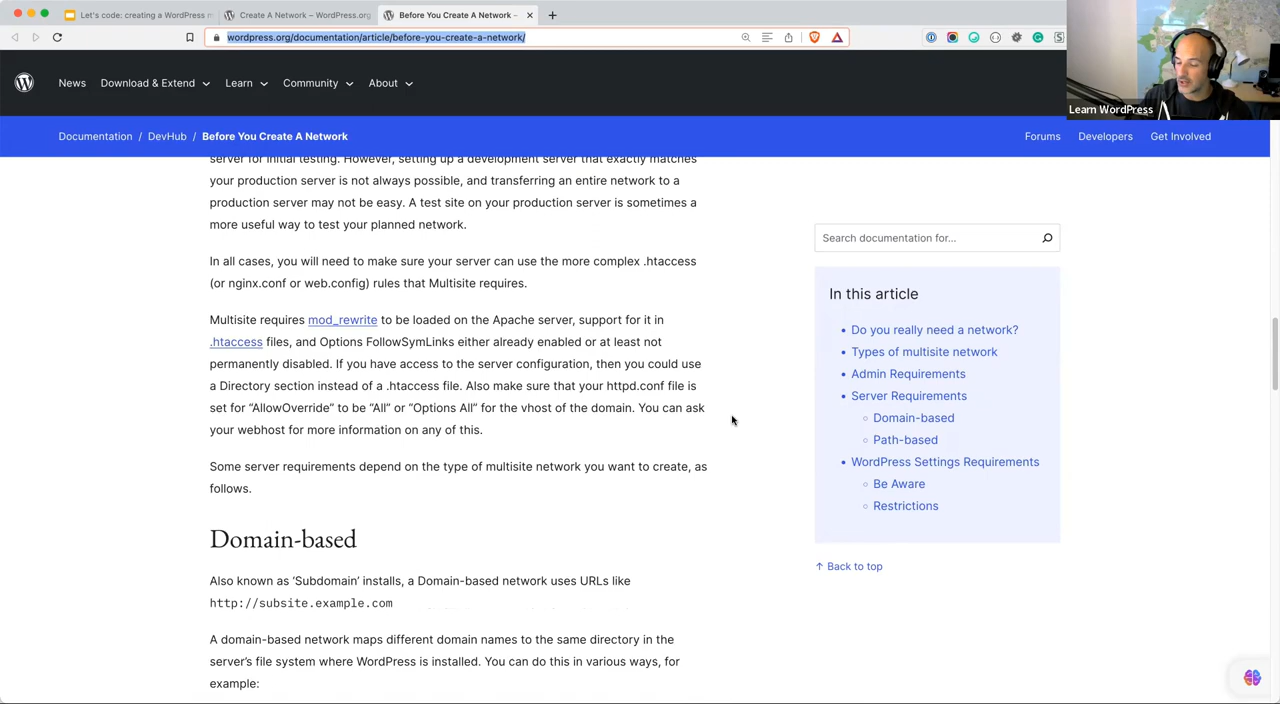 Let's code: creating a WordPress n
Create A Network – WordPress.org
Before You Create A Network –
wordpress.org/documentation/article/before-you-create-a-network/
Learn WordPress
News
Download & Extend
Learn
Community
About
Documentation / DevHub / Before You Create A Network
Forums
Developers
Get Involved
server for initial testing. However, setting up a development server that exactly matches
your production server is not always possible, and transferring an entire network to a
production server may not be easy. A test site on your production server is sometimes a
more useful way to test your planned network.
In all cases, you will need to make sure your server can use the more complex .htaccess
(or nginx.conf or web.config) rules that Multisite requires.
Multisite requires mod_rewrite to be loaded on the Apache server, support for it in
.htaccess files, and Options FollowSymLinks either already enabled or at least not
permanently disabled. If you have access to the server configuration, then you could use
a Directory section instead of a .htaccess file. Also make sure that your httpd.conf file is
set for “AllowOverride” to be “All” or “Options All” for the vhost of the domain. You can ask
your webhost for more information on any of this.
Some server requirements depend on the type of multisite network you want to create, as
follows.
Domain-based
Also known as ‘Subdomain’ installs, a Domain-based network uses URLs like
http://subsite.example.com
A domain-based network maps different domain names to the same directory in the
server’s file system where WordPress is installed. You can do this in various ways, for
example:
Search documentation for...
In this article
Do you really need a network?
Types of multisite network
Admin Requirements
Server Requirements
Domain-based
Path-based
WordPress Settings Requirements
Be Aware
Restrictions
↑ Back to top